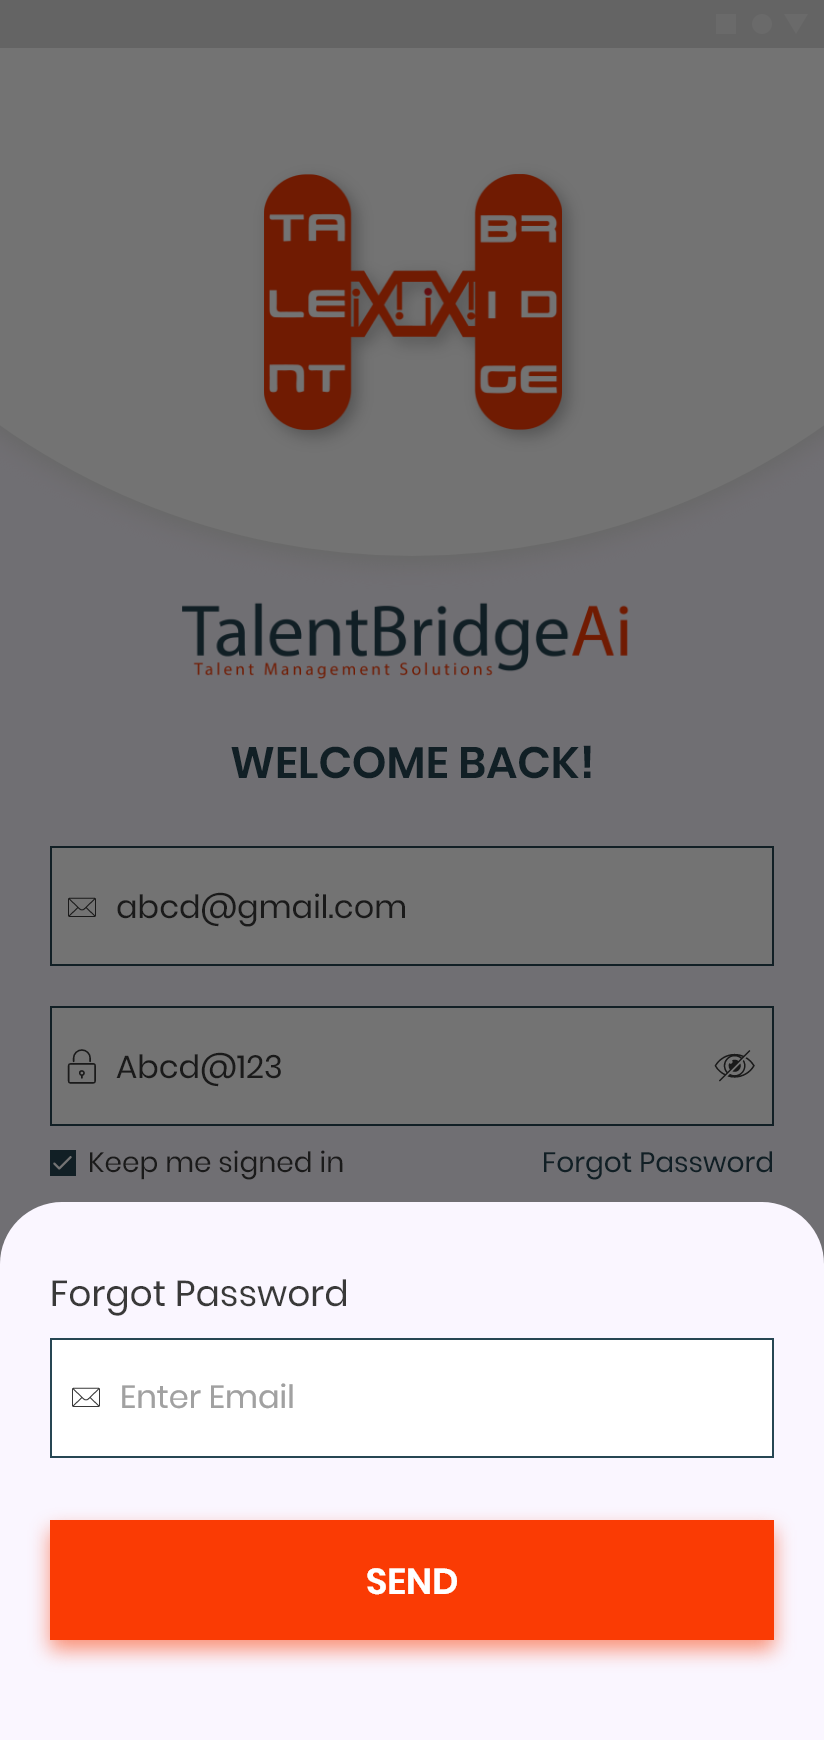 TA
LE
NT
BR
ID
GE
TalentBridgeAi
Talent Management Solutions
WELCOME BACK!
abcd@gmail.com
Abcd@123
Keep me signed in
Forgot Password
Forgot Password
Enter Email
SEND